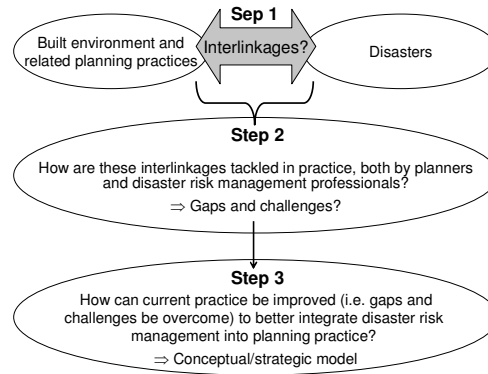 Sep 1
Built environment and
related planning practices
Interlinkages?
Disasters
Step 2
How are these interlinkages tackled in practice, both by planners
and disaster risk management professionals?
⇒ Gaps and challenges?
Step 3
How can current practice be improved (i.e. gaps and
challenges be overcome) to better integrate disaster risk
management into planning practice?
⇒ Conceptual/strategic model